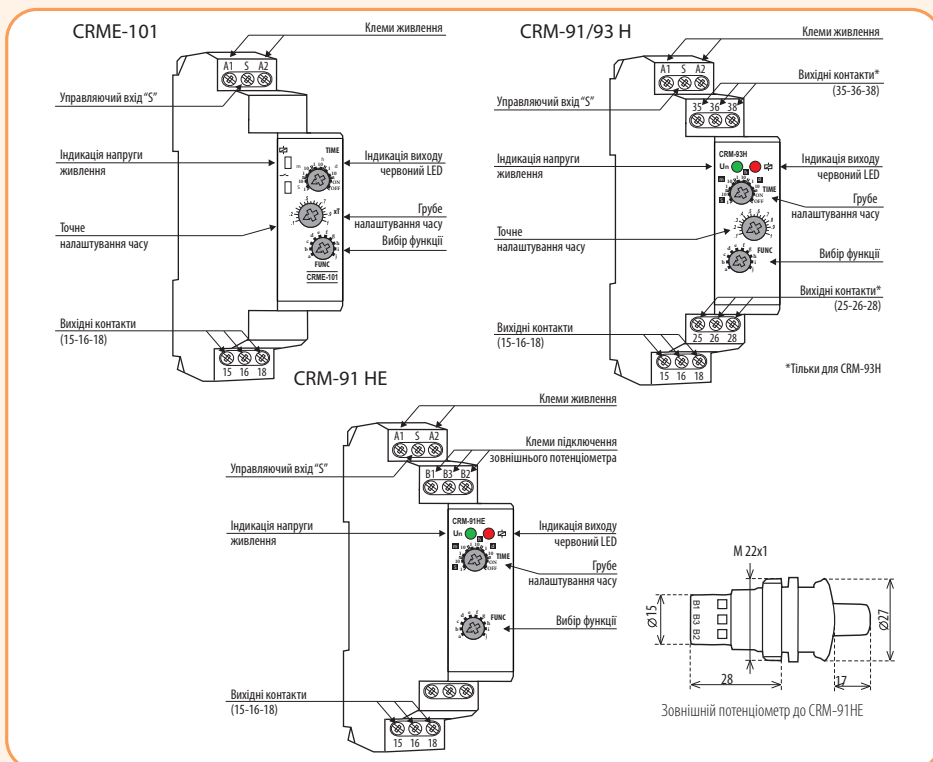 CRME-101
Клеми живлення
A1 S A2
Управляючий вхід “S”
Індикація напруги
живлення
TIME
Індикація виходу
червоний LED
Грубе
налаштування часу
Точне
налаштування часу
Вибір функції
FUNC
CRME-101
Вихідні контакти
(15-16-18)
15 16 18
CRM-91/93 H
Клеми живлення
A1 S A2
Вихідні контакти*
(35-36-38)
Управляючий вхід “S”
35 36 38
CRM-93H
Un
Індикація напруги
живлення
Індикація виходу
червоний LED
TIME
Грубе
налаштування часу
Точне
налаштування часу
FUNC
Вибір функції
Вихідні контакти*
(25-26-28)
25 26 28
Вихідні контакти
(15-16-18)
15 16 18
*Тільки для CRM-93H
CRM-91 HE
Клеми живлення
A1 S A2
Клеми підключення
зовнішнього потенціометра
Управляючий вхід “S”
B1 B3 B2
CRM-91HE
Un
Індикація напруги
живлення
Індикація виходу
червоний LED
TIME
Грубе
налаштування часу
FUNC
Вибір функції
Вихідні контакти
(15-16-18)
15 16 18
M 22x1
Ø15
B1 B3 B2
Ø27
28
17
Зовнішній потенціометр до CRM-91HE